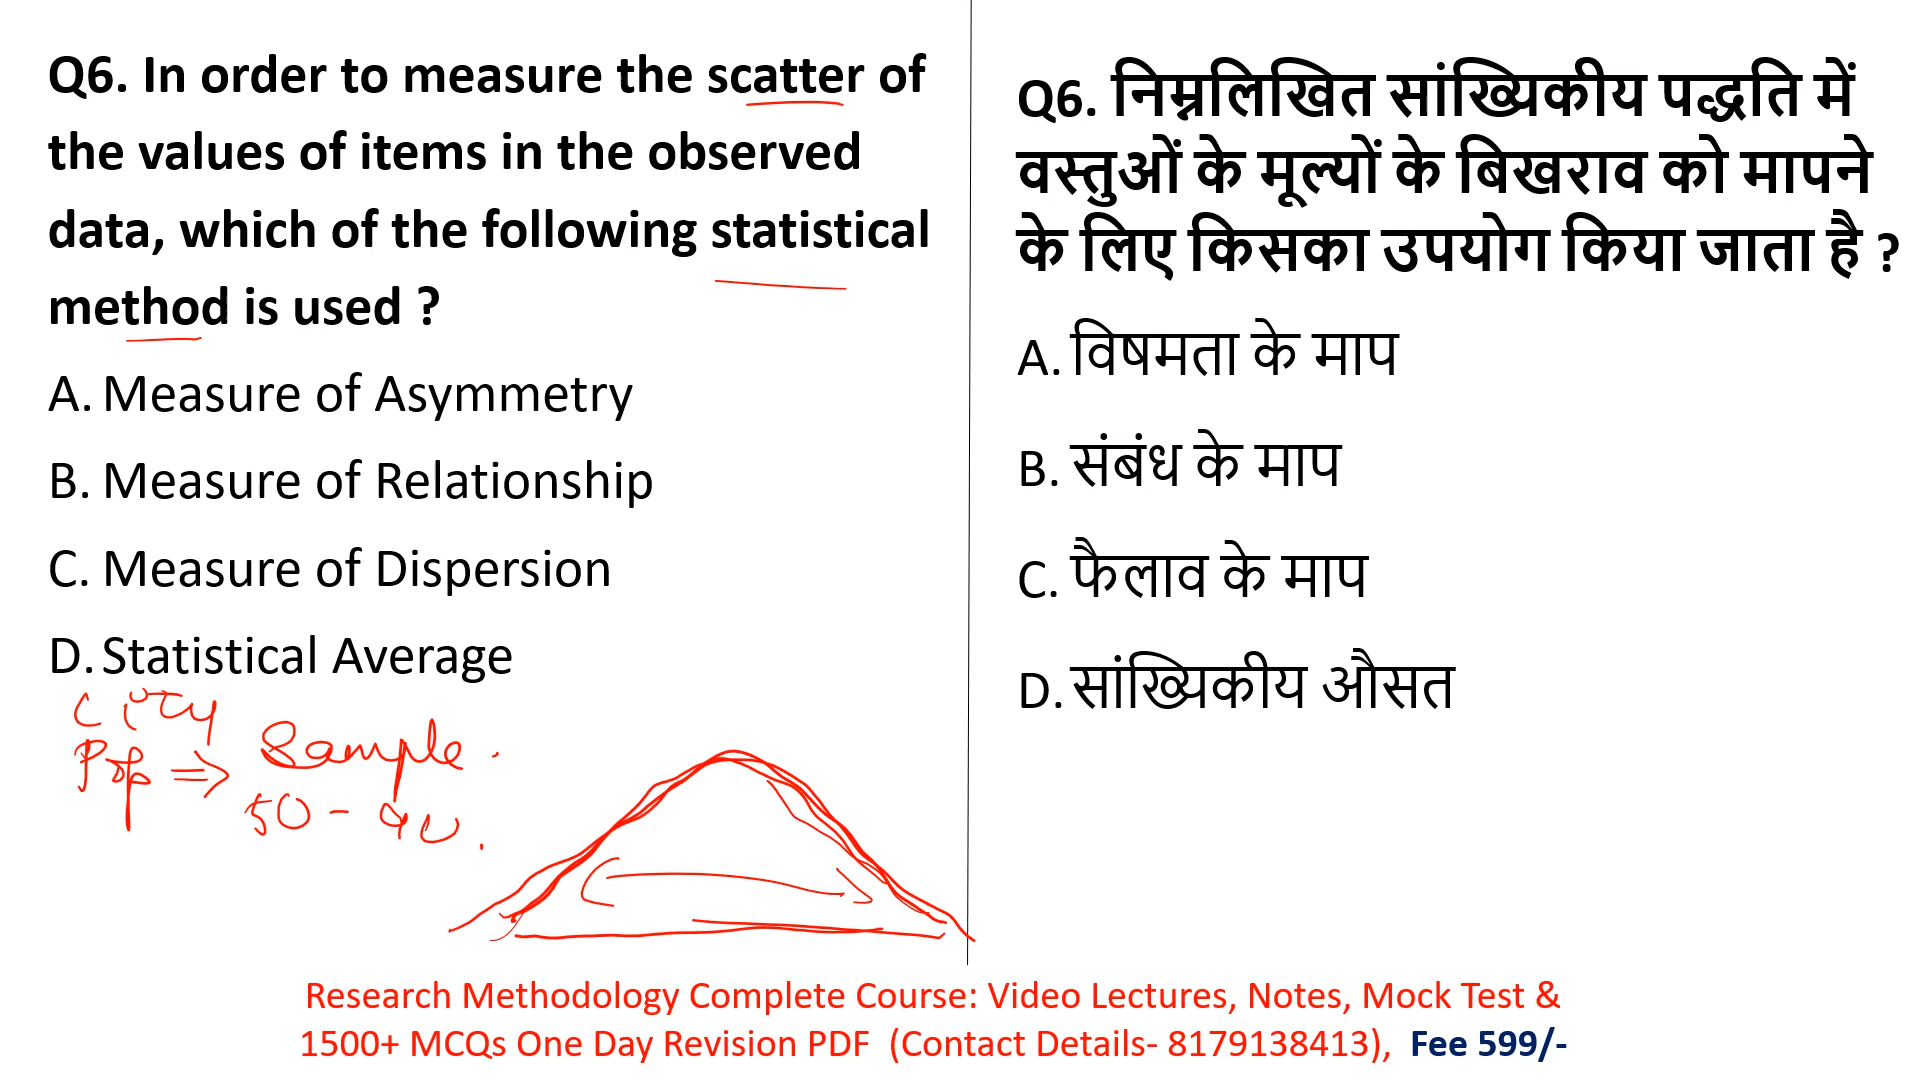 Q6. In order to measure the scatter of
the values of items in the observed
data, which of the following statistical
method is used ?
A. Measure of Asymmetry
B. Measure of Relationship
C. Measure of Dispersion
D. Statistical Average
City
Pop ⇒ Sample.
50 - 90.
Q6. निम्नलिखित सांख्यिकीय पद्धति में
वस्तुओं के मूल्यों के बिखराव को मापने
के लिए किसका उपयोग किया जाता है ?
A. विषमता के माप
B. संबंध के माप
C. फैलाव के माप
D. सांख्यिकीय औसत
Research Methodology Complete Course: Video Lectures, Notes, Mock Test &
1500+ MCQs One Day Revision PDF (Contact Details- 8179138413), Fee 599/-